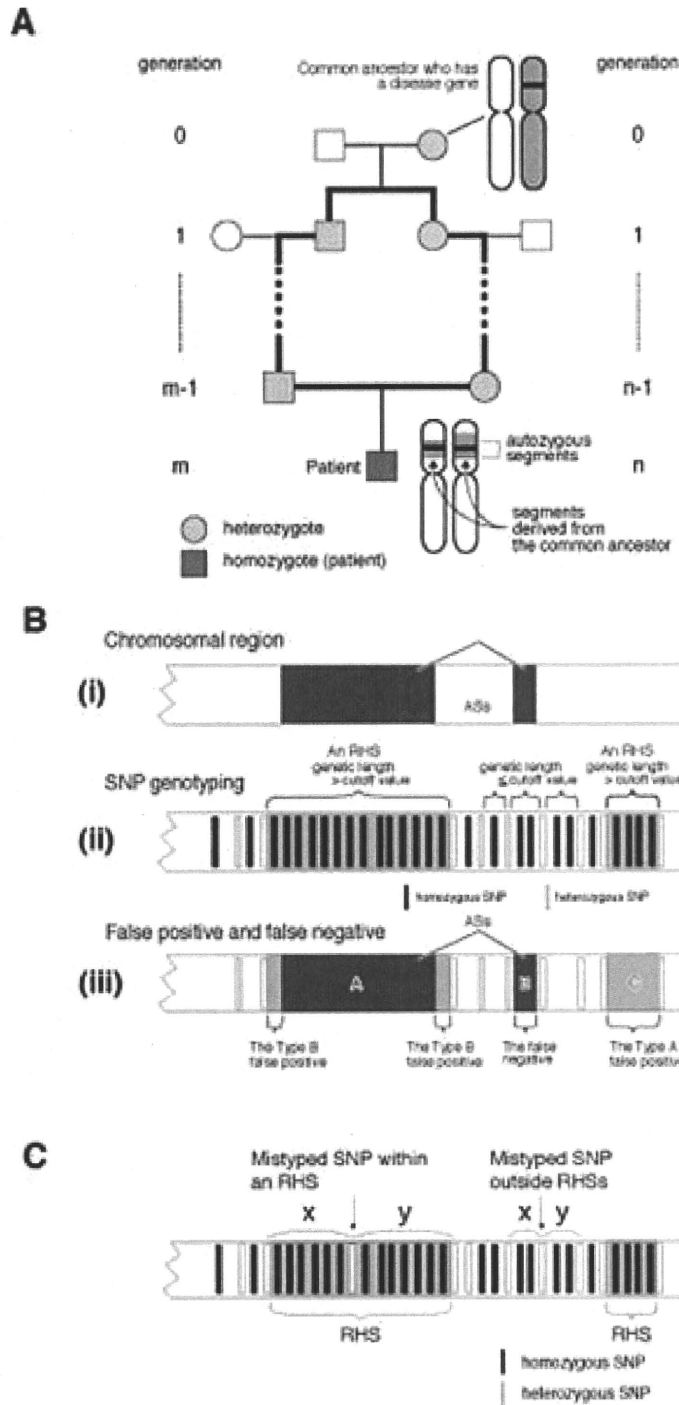 A
generation
Common ancestor who has
a disease gene
generation
0
0
1
1
m-1
n-1
m
Patient
n
autozygous
segments
segments
derived from
the common ancestor
heterozygote
homozygote (patient)
B
Chromosomal region
(i)
ASs
SNP genotyping
An RHS
genetic length
> cutoff value
genetic length
≤ cutoff value
An RHS
genetic length
> cutoff value
(ii)
homozygous SNP
heterozygous SNP
False positive and false negative
ASs
(iii)
A
B
C
The Type B
false positive
The Type B
false positive
The false
negative
The Type A
false positive
C
Mistyped SNP within
an RHS
Mistyped SNP
outside RHSs
x
y
x
y
RHS
RHS
homozygous SNP
heterozygous SNP